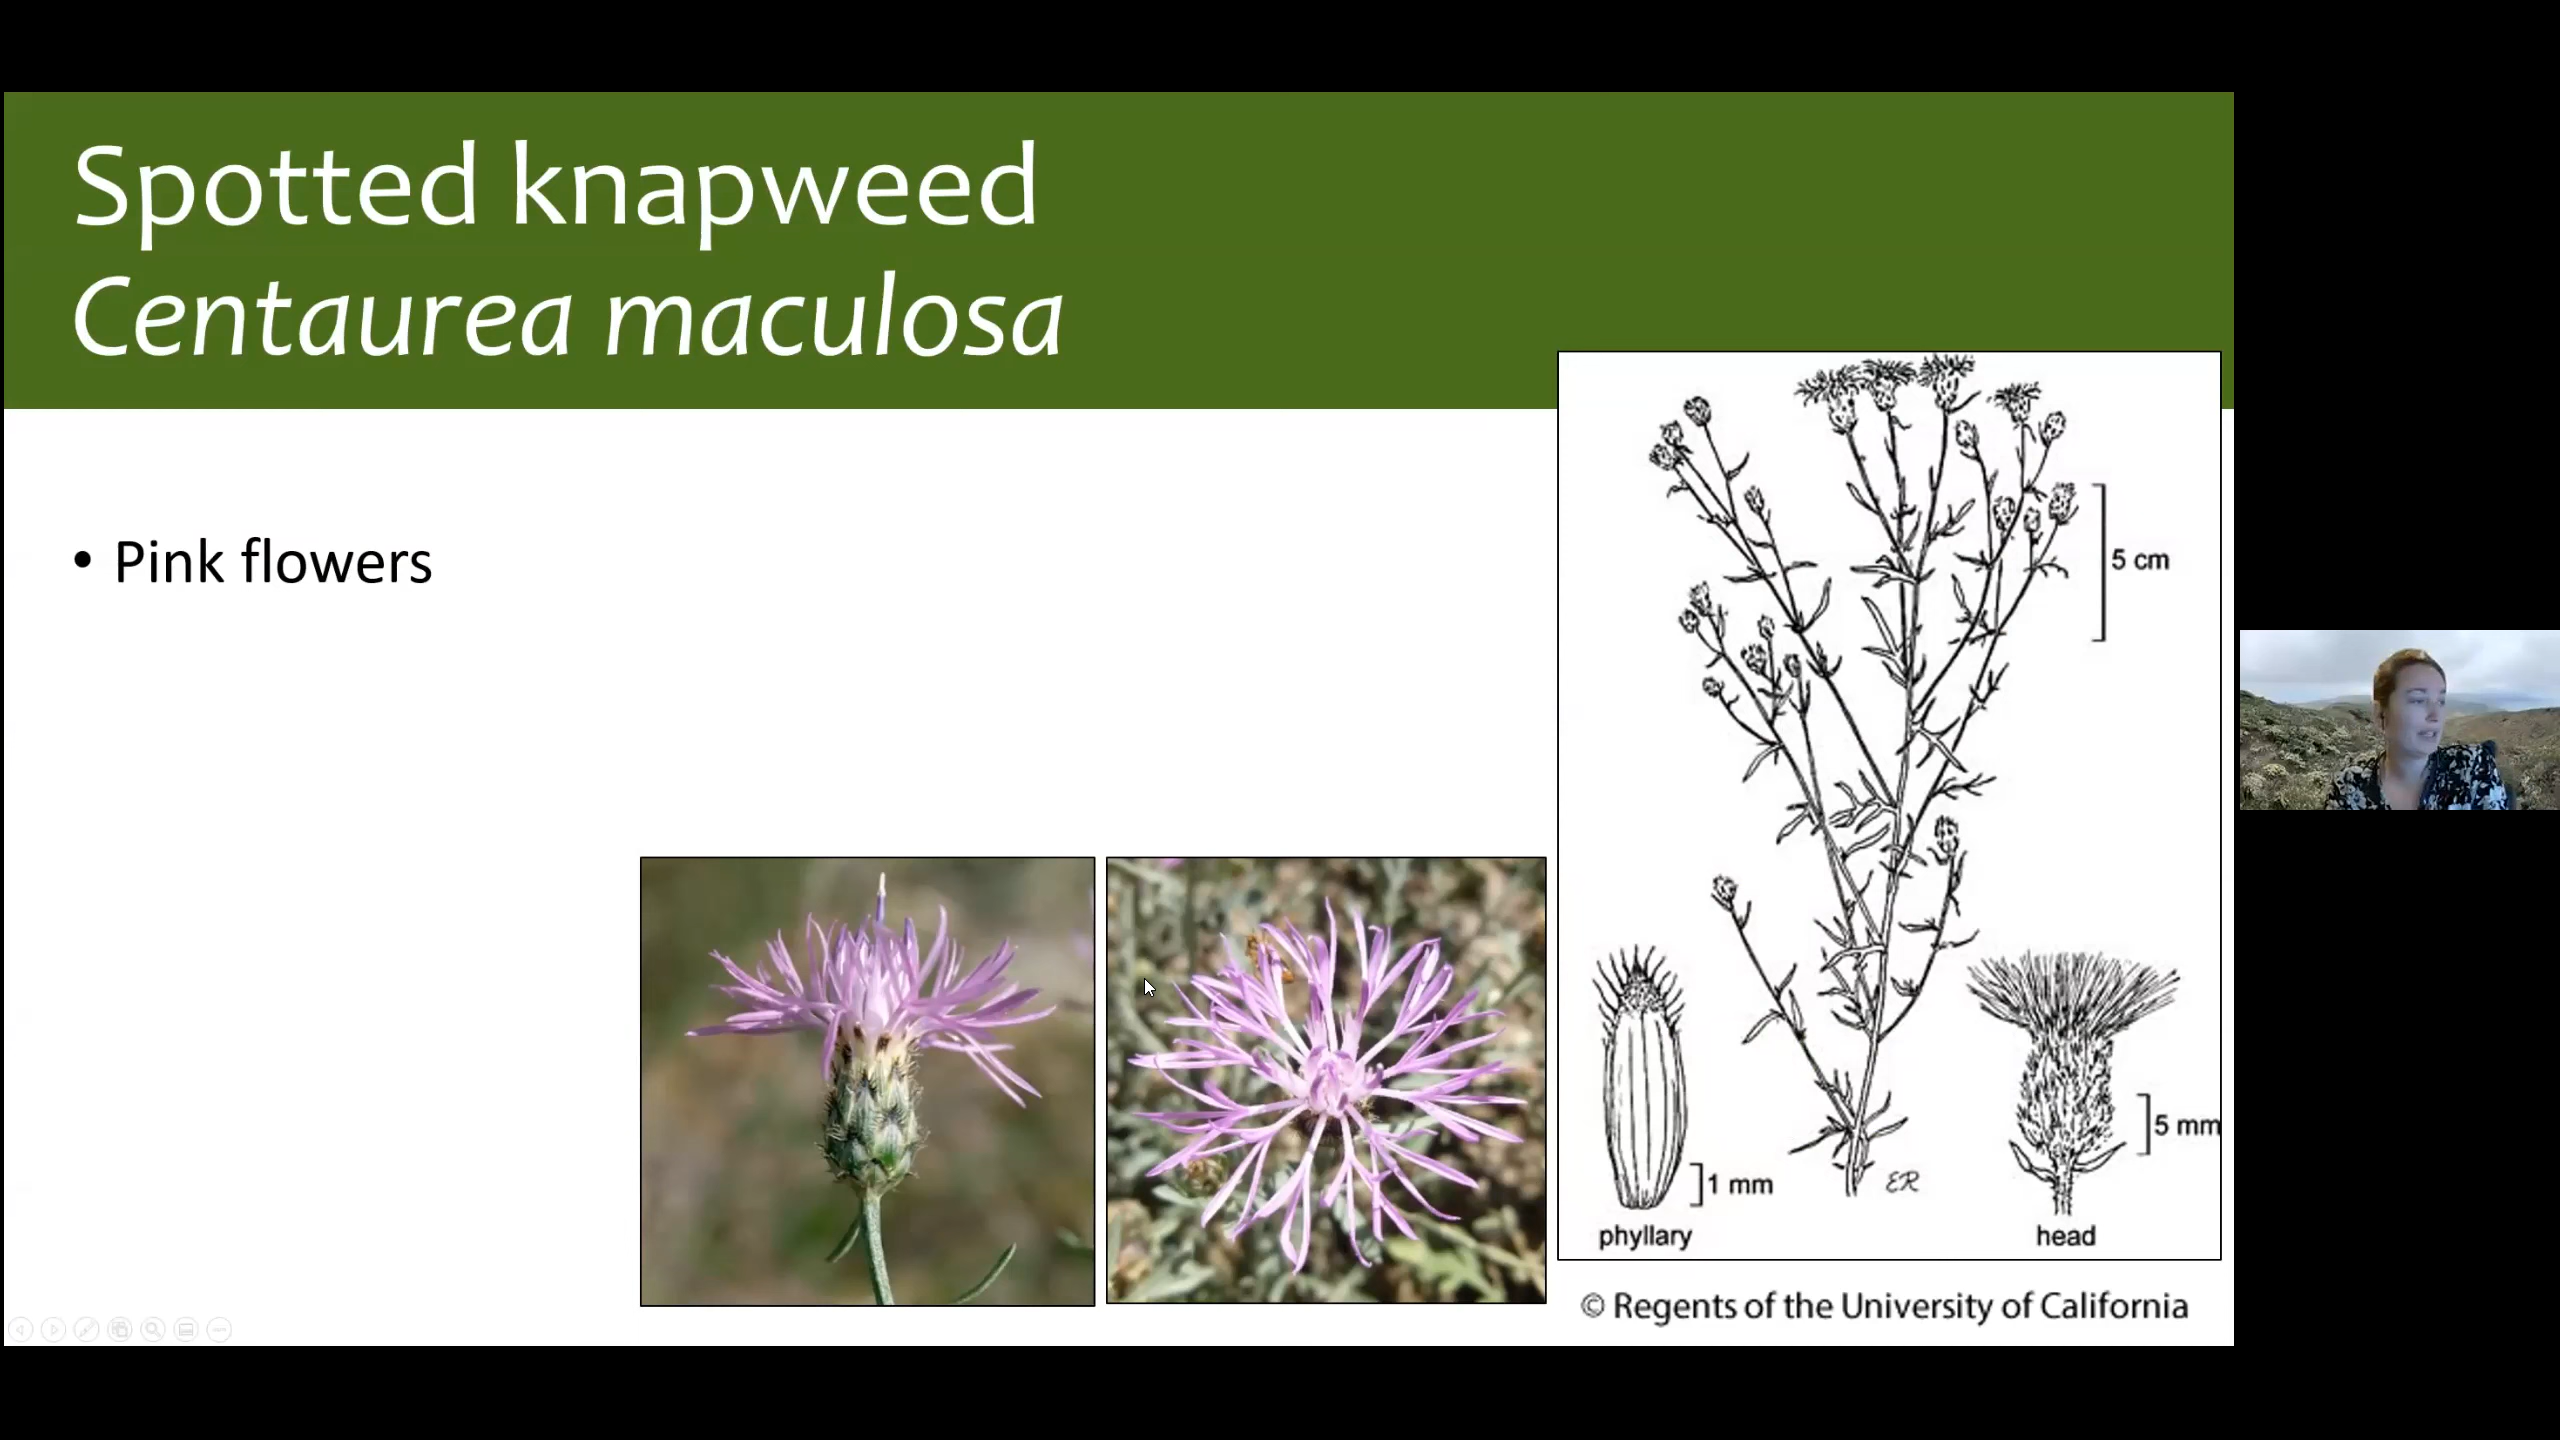 Spotted knapweed
Centaurea maculosa
• Pink flowers
5 cm
5 mm
1 mm
ER
phyllary
head
© Regents of the University of California